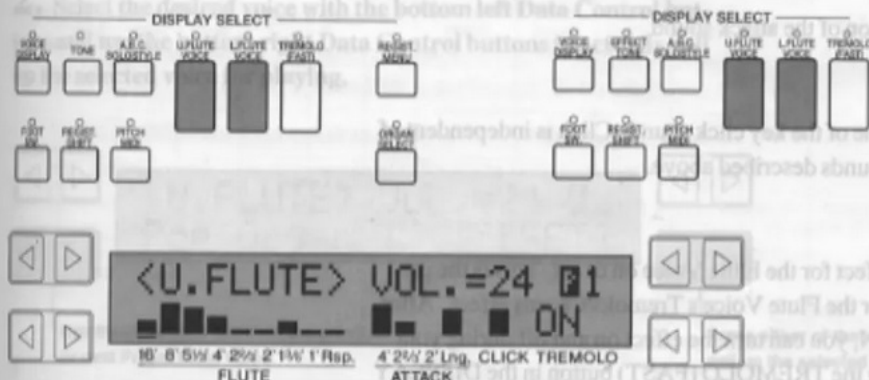 DISPLAY SELECT
VOICE DISPLAY
TONE
A.B.C. SOLOSTYLE
U.FLUTE VOICE
L.FLUTE VOICE
TREMOLO (FAST)
REGIST. MENU
FOOT SW.
REGIST. SHIFT
PITCH MIDI
ORGAN SELECT
DISPLAY SELECT
VOICE DISPLAY
EFFECT TONE
A.B.C. SOLOSTYLE
U.FLUTE VOICE
L.FLUTE VOICE
TREMOLO (FAST)
FOOT SW.
REGIST. SHIFT
PITCH MIDI
<U.FLUTE> VOL.=24 P1
ON
16' 8' 5⅓' 4' 2⅔' 2' 1⅗' 1' Rsp. 4' 2⅔' 2' Lng. CLICK TREMOLO
FLUTE ATTACK